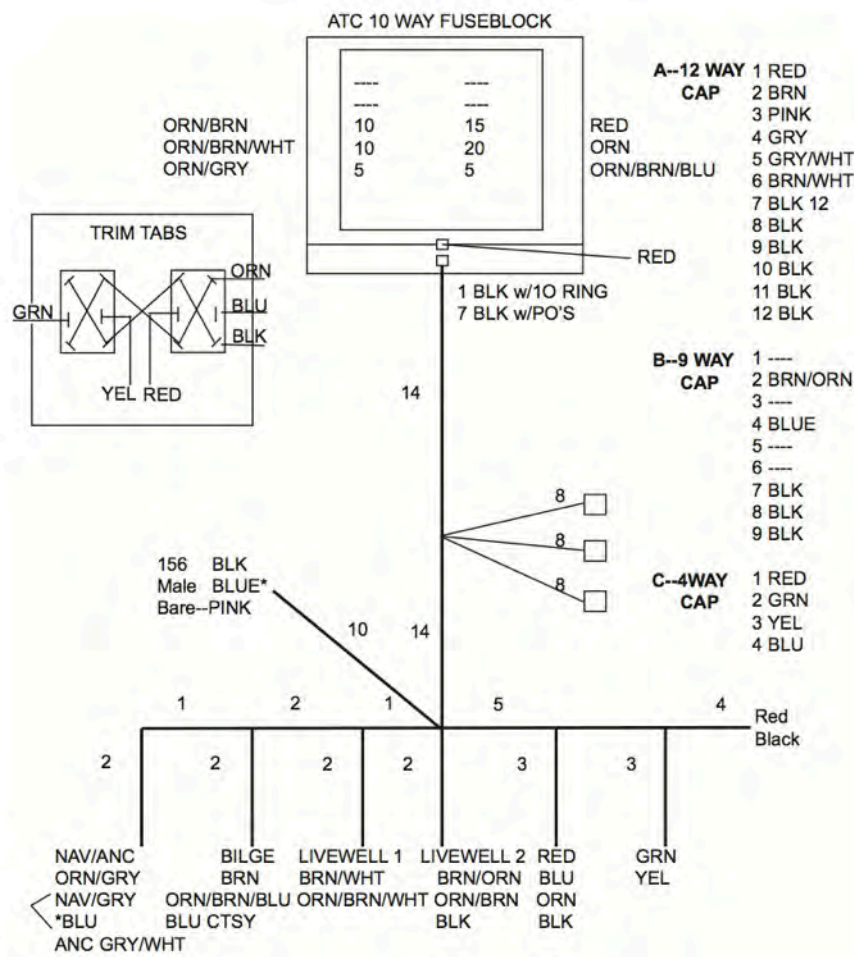 ATC 10 WAY FUSEBLOCK
---- ----
---- ----
ORN/BRN 10 15 RED
ORN/BRN/WHT 10 20 ORN
ORN/GRY 5 5 ORN/BRN/BLU
RED
1 BLK w/1O RING
7 BLK w/PO'S
TRIM TABS
ORN
GRN BLU
BLK
YEL RED
A--12 WAY CAP
1 RED
2 BRN
3 PINK
4 GRY
5 GRY/WHT
6 BRN/WHT
7 BLK 12
8 BLK
9 BLK
10 BLK
11 BLK
12 BLK
B--9 WAY CAP
1 ----
2 BRN/ORN
3 ----
4 BLUE
5 ----
6 ----
7 BLK
8 BLK
9 BLK
C--4WAY CAP
1 RED
2 GRN
3 YEL
4 BLU
14
8
8
8
156 BLK
Male BLUE*
Bare--PINK
10 14
1 2 1 5 4
Red
Black
2 2 2 2 3 3
NAV/ANC BILGE LIVEWELL 1 LIVEWELL 2 RED GRN
ORN/GRY BRN BRN/WHT BRN/ORN BLU YEL
NAV/GRY ORN/BRN/BLU ORN/BRN/WHT ORN/BRN ORN
*BLU BLU CTSY BLK BLK
ANC GRY/WHT